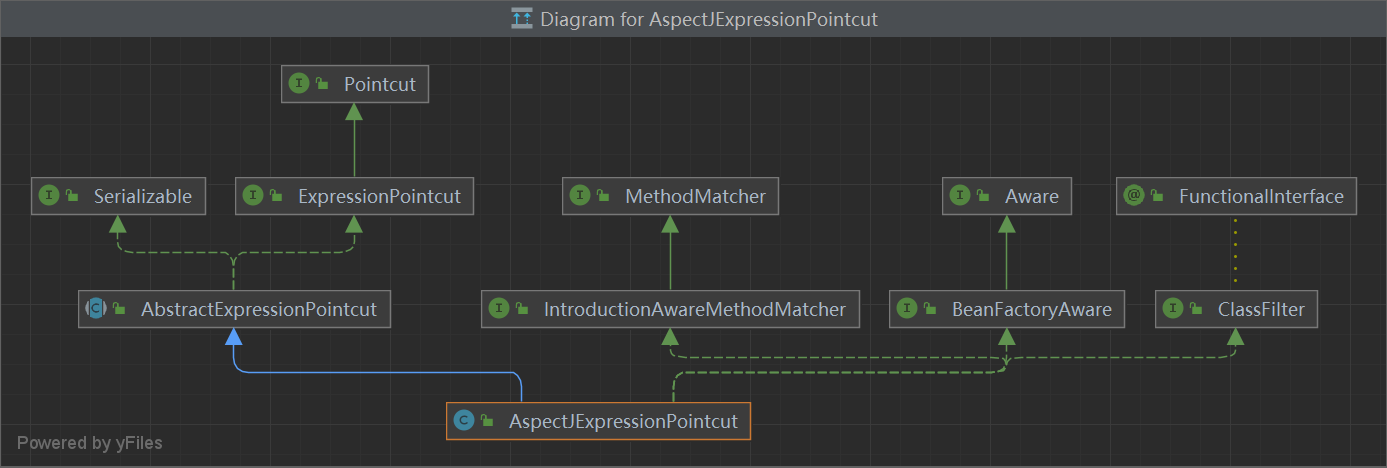 Diagram for AspectJExpressionPointcut
I Pointcut
I Serializable
I ExpressionPointcut
I MethodMatcher
I Aware
@ FunctionalInterface
C AbstractExpressionPointcut
I IntroductionAwareMethodMatcher
I BeanFactoryAware
I ClassFilter
C AspectJExpressionPointcut
Powered by yFiles